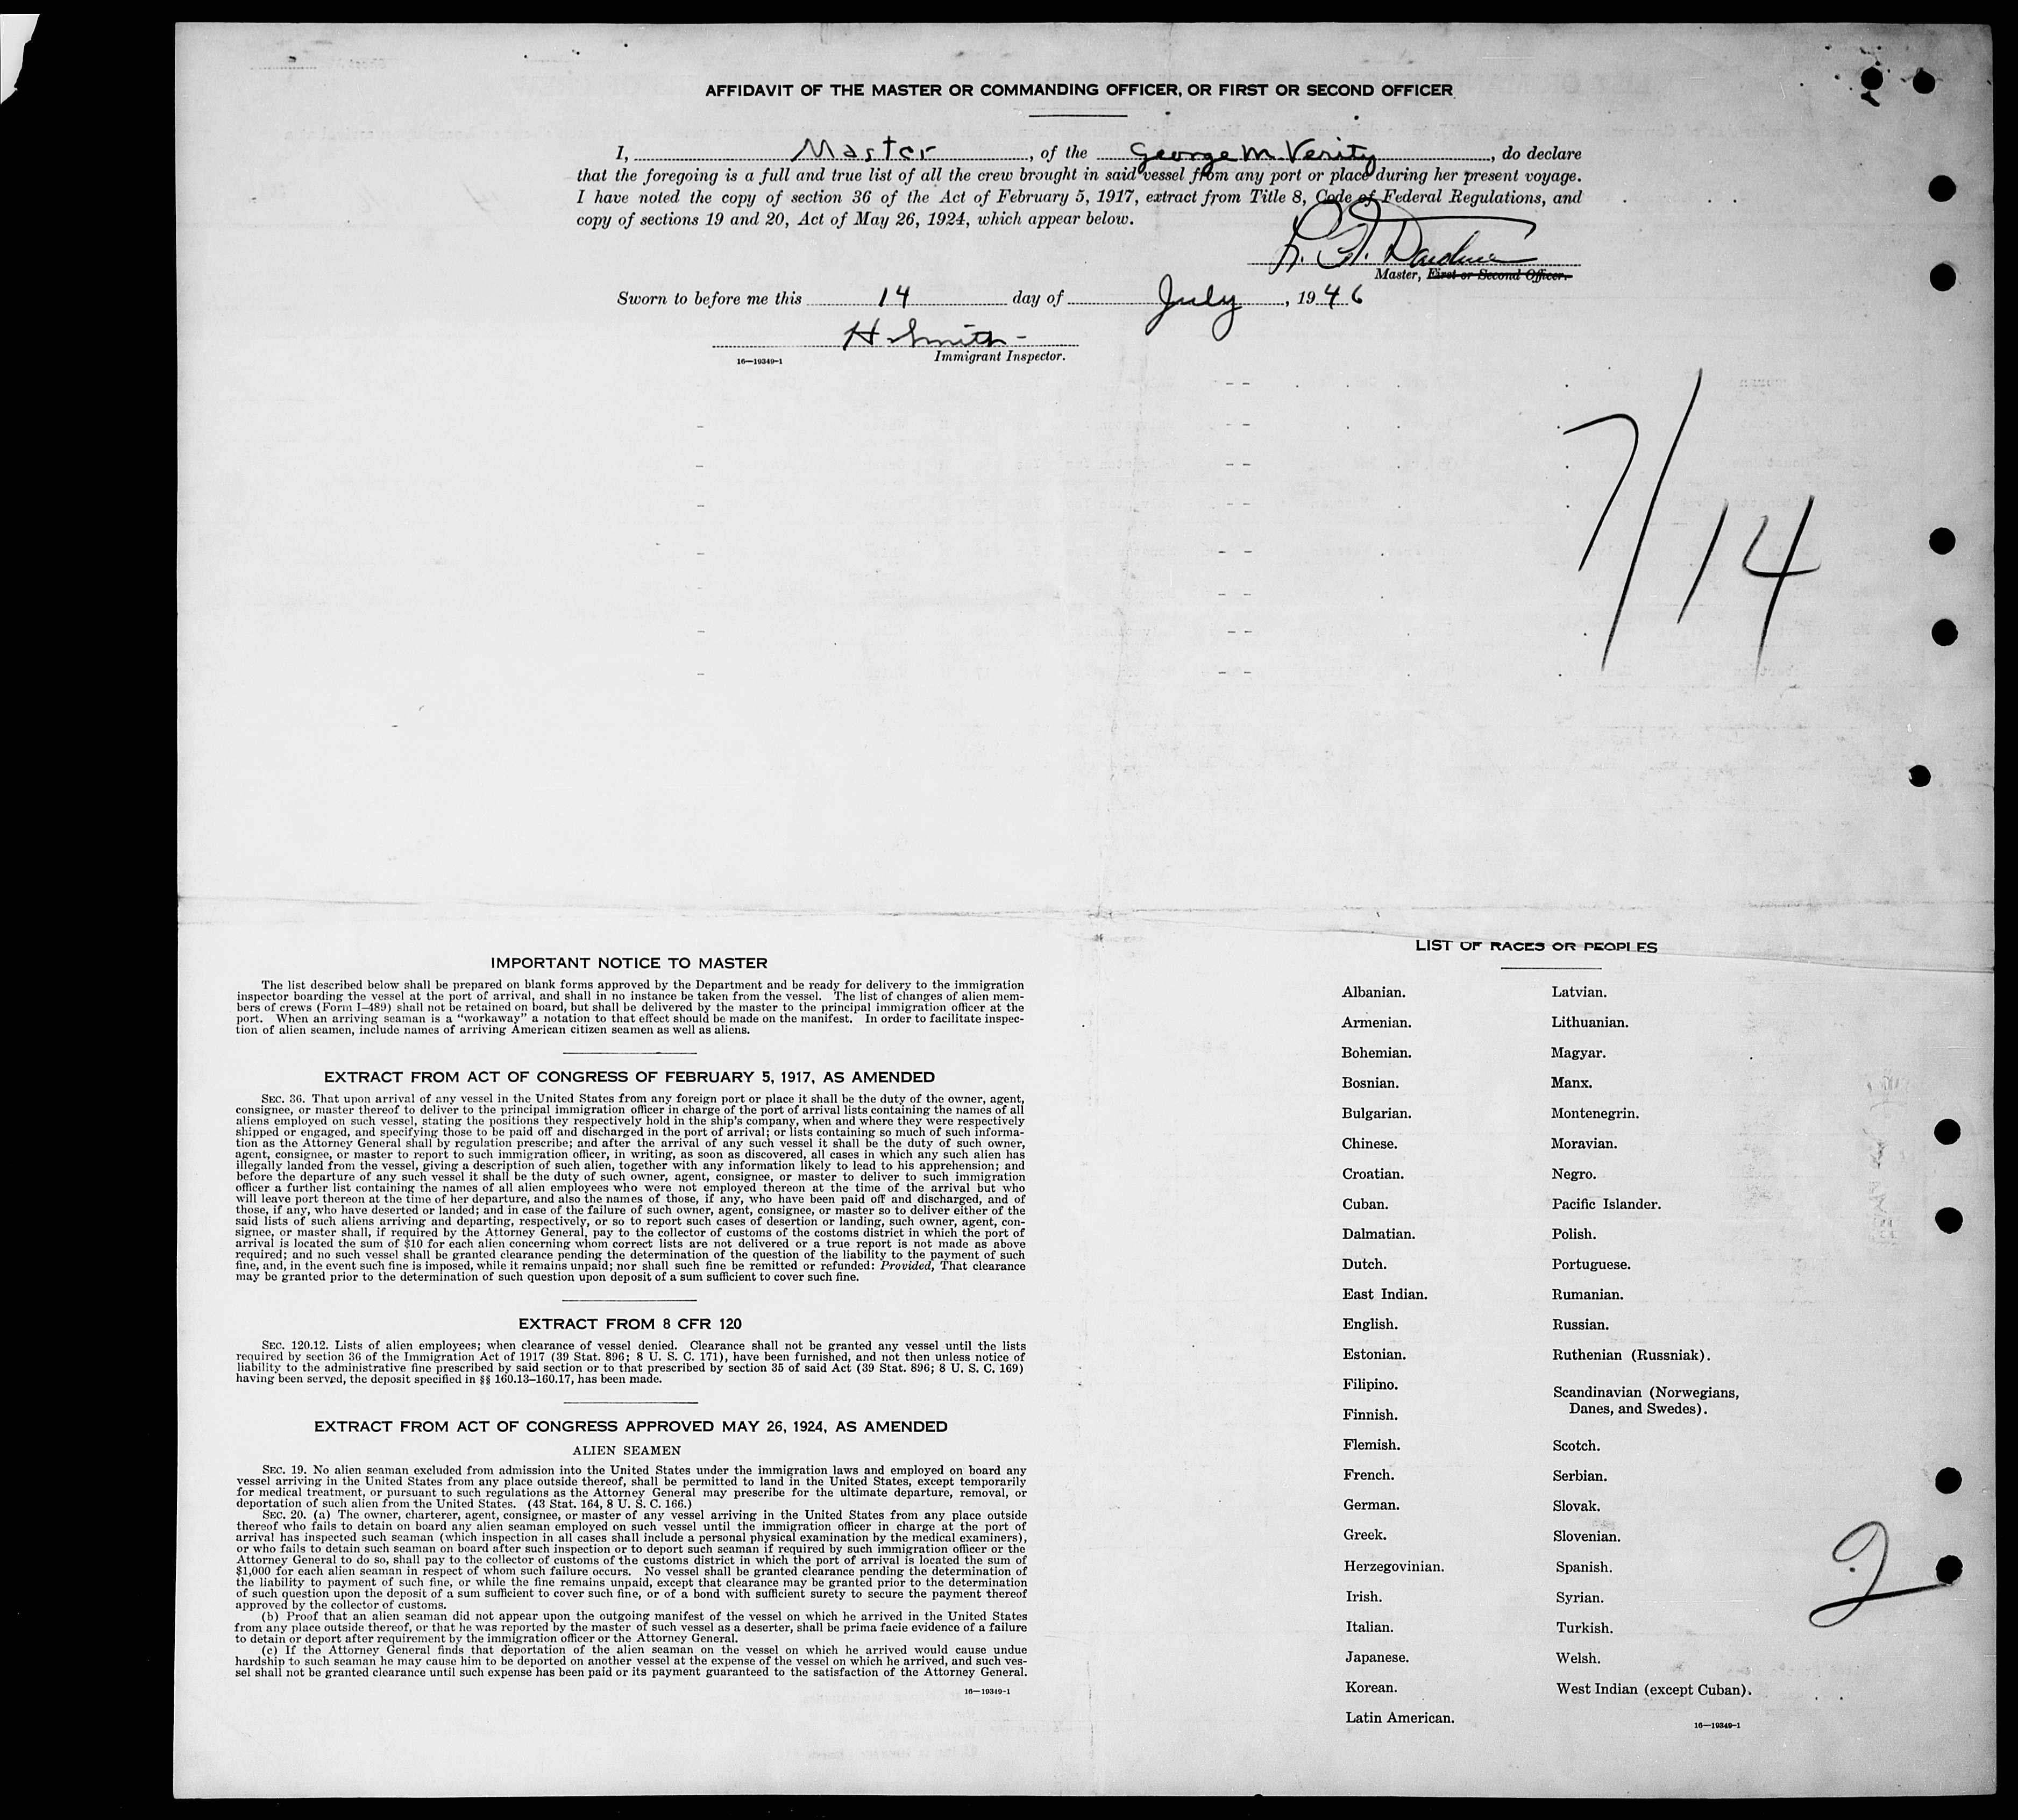 AFFIDAVIT OF THE MASTER OR COMMANDING OFFICER, OR FIRST OR SECOND OFFICER
I, Master, of the George M. Verity, do declare
that the foregoing is a full and true list of all the crew brought in said vessel from any port or place during her present voyage.
I have noted the copy of section 36 of the Act of February 5, 1917, extract from Title 8, Code of Federal Regulations, and
copy of sections 19 and 20, Act of May 26, 1924, which appear below.
Master, First or Second Officer.
Sworn to before me this 14 day of July, 1946
H Smith
16—19349-1 Immigrant Inspector.
7/14
IMPORTANT NOTICE TO MASTER
The list described below shall be prepared on blank forms approved by the Department and be ready for delivery to the immigration
inspector boarding the vessel at the port of arrival, and shall in no instance be taken from the vessel. The list of changes of alien mem-
bers of crews (Form I-489) shall not be retained on board, but shall be delivered by the master to the principal immigration officer at the
port. When an arriving seaman is a "workaway" a notation to that effect should be made on the manifest. In order to facilitate inspec-
tion of alien seamen, include names of arriving American citizen seamen as well as aliens.
EXTRACT FROM ACT OF CONGRESS OF FEBRUARY 5, 1917, AS AMENDED
SEC. 36. That upon arrival of any vessel in the United States from any foreign port or place it shall be the duty of the owner, agent,
consignee, or master thereof to deliver to the principal immigration officer in charge of the port of arrival lists containing the names of all
aliens employed on such vessel, stating the positions they respectively hold in the ship's company, when and where they were respectively
shipped or engaged, and specifying those to be paid off and discharged in the port of arrival; or lists containing so much of such informa-
tion as the Attorney General shall by regulation prescribe; and after the arrival of any such vessel it shall be the duty of such owner,
agent, consignee, or master to report to such immigration officer, in writing, as soon as discovered, all cases in which any such alien has
illegally landed from the vessel, giving a description of such alien, together with any information likely to lead to his apprehension; and
before the departure of any such vessel it shall be the duty of such owner, agent, consignee, or master to deliver to such immigration
officer a further list containing the names of all alien employees who were not employed thereon at the time of the arrival but who
will leave port thereon at the time of her departure, and also the names of those, if any, who have been paid off and discharged, and of
those, if any, who have deserted or landed; and in case of the failure of such owner, agent, consignee, or master so to deliver either of the
said lists of such aliens arriving and departing, respectively, or so to report such cases of desertion or landing, such owner, agent, con-
signee, or master shall, if required by the Attorney General, pay to the collector of customs of the costoms district in which the port of
arrival is located the sum of $10 for each alien concerning whom correct lists are not delivered or a true report is not made as above
required; and no such vessel shall be granted clearance pending the determination of the question of the liability to the payment of such
fine, and, in the event such fine is imposed, while it remains unpaid; nor shall such fine be remitted or refunded: Provided, That clearance
may be granted prior to the determination of such question upon deposit of a sum sufficient to cover such fine.
EXTRACT FROM 8 CFR 120
SEC. 120.12. Lists of alien employees; when clearance of vessel denied. Clearance shall not be granted any vessel until the lists
required by section 36 of the Immigration Act of 1917 (39 Stat. 896; 8 U. S. C. 171), have been furnished, and not then unless notice of
liability to the administrative fine prescribed by said section or to that prescribed by section 35 of said Act (39 Stat. 896; 8 U. S. C. 169)
having been served, the deposit specified in §§ 160.13-160.17, has been made.
EXTRACT FROM ACT OF CONGRESS APPROVED MAY 26, 1924, AS AMENDED
ALIEN SEAMEN
SEC. 19. No alien seaman excluded from admission into the United States under the immigration laws and employed on board any
vessel arriving in the United States from any place outside thereof, shall be permitted to land in the United States, except temporarily
for medical treatment, or pursuant to such regulations as the Attorney General may prescribe for the ultimate departure, removal, or
deportation of such alien from the United States. (43 Stat. 164, 8 U. S. C. 166.)
SEC. 20. (a) The owner, charterer, agent, consignee, or master of any vessel arriving in the United States from any place outside
thereof who fails to detain on board any alien seaman employed on such vessel until the immigration officer in charge at the port of
arrival has inspected such seaman (which inspection in all cases shall include a personal physical examination by the medical examiners),
or who fails to detain such seaman on board after such inspection or to deport such seaman if required by such immigration officer or the
Attorney General to do so, shall pay to the collector of customs of the customs district in which the port of arrival is located the sum of
$1,000 for each alien seaman in respect of whom such failure occurs. No vessel shall be granted clearance pending the determination of
the liability to payment of such fine, or while the fine remains unpaid, except that clearance may be granted prior to the determination
of such question upon the deposit of a sum sufficient to cover such fine, or of a bond with sufficient surety to secure the payment thereof
approved by the collector of customs.
(b) Proof that an alien seaman did not appear upon the outgoing manifest of the vessel on which he arrived in the United States
from any place outside thereof, or that he was reported by the master of such vessel as a deserter, shall be prima facie evidence of a failure
to detain or deport after requirement by the immigration officer or the Attorney General.
(c) If the Attorney General finds that deportation of the alien seaman on the vessel on which he arrived would cause undue
hardship to such seaman he may cause him to be deported on another vessel at the expense of the vessel on which he arrived, and such ves-
sel shall not be granted clearance until such expense has been paid or its payment guaranteed to the satisfaction of the Attorney General.
16—19349-1
LIST OF RACES OR PEOPLES
Albanian.
Armenian.
Bohemian.
Bosnian.
Bulgarian.
Chinese.
Croatian.
Cuban.
Dalmatian.
Dutch.
East Indian.
English.
Estonian.
Filipino.
Finnish.
Flemish.
French.
German.
Greek.
Herzegovinian.
Irish.
Italian.
Japanese.
Korean.
Latin American.
Latvian.
Lithuanian.
Magyar.
Manx.
Montenegrin.
Moravian.
Negro.
Pacific Islander.
Polish.
Portuguese.
Rumanian.
Russian.
Ruthenian (Russniak).
Scandinavian (Norwegians,
Danes, and Swedes).
Scotch.
Serbian.
Slovak.
Slovenian.
Spanish.
Syrian.
Turkish.
Welsh.
West Indian (except Cuban).
16—19349-1
2